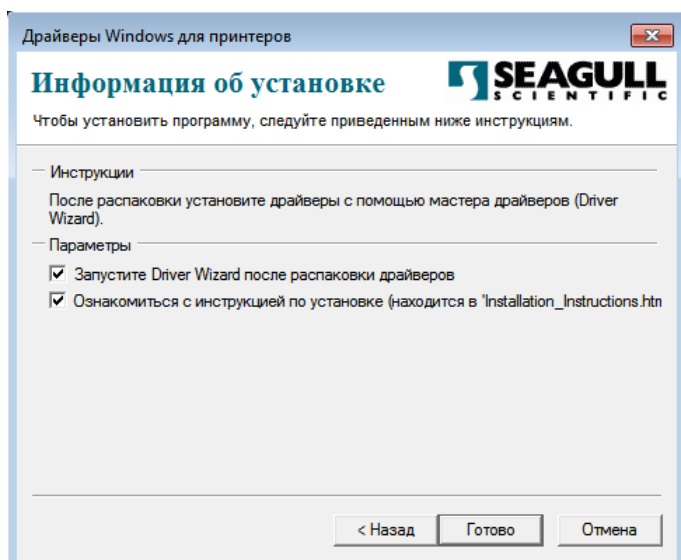 Драйверы Windows для принтеров
Информация об установке
SEAGULL
SCIENTIFIC
Чтобы установить программу, следуйте приведенным ниже инструкциям.
Инструкции
После распаковки установите драйверы с помощью мастера драйверов (Driver
Wizard).
Параметры
Запустите Driver Wizard после распаковки драйверов
Ознакомиться с инструкцией по установке (находится в 'Installation_Instructions.htn
< Назад
Готово
Отмена